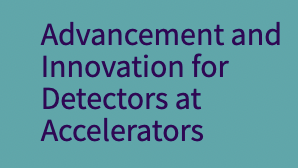 Advancement and
Innovation for
Detectors at
Accelerators